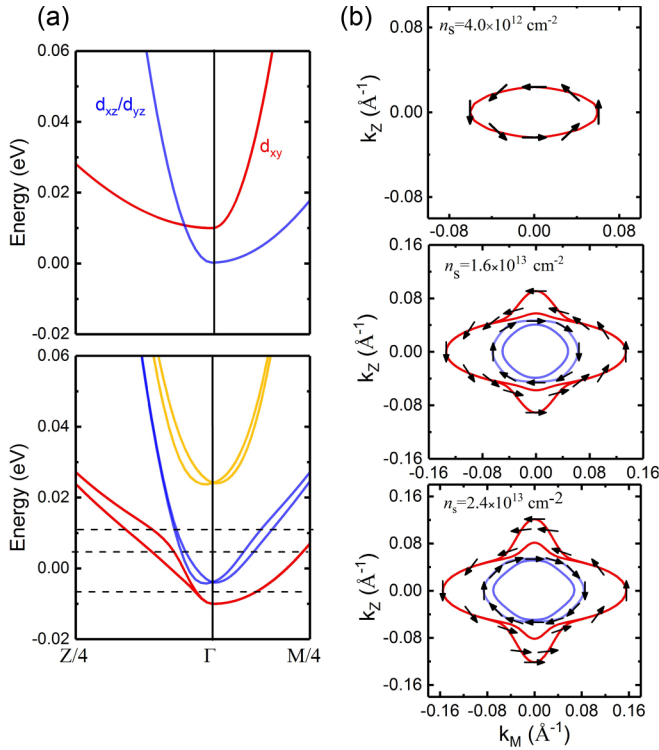 (a)
0.06
0.04
0.02
0.00
-0.02
Energy (eV)
dxz/dyz
dxy
0.06
0.04
0.02
0.00
-0.02
Energy (eV)
Z/4
Γ
M/4
(b)
0.08
0.00
-0.08
kZ (Å-1)
ns=4.0×1012 cm-2
-0.08
0.00
0.08
0.16
0.08
0.00
-0.08
-0.16
kZ (Å-1)
ns=1.6×1013 cm-2
-0.16
-0.08
0.00
0.08
0.16
0.16
0.08
0.00
-0.08
-0.16
kZ (Å-1)
ns=2.4×1013 cm-2
-0.16
-0.08
0.00
0.08
0.16
kM (Å-1)